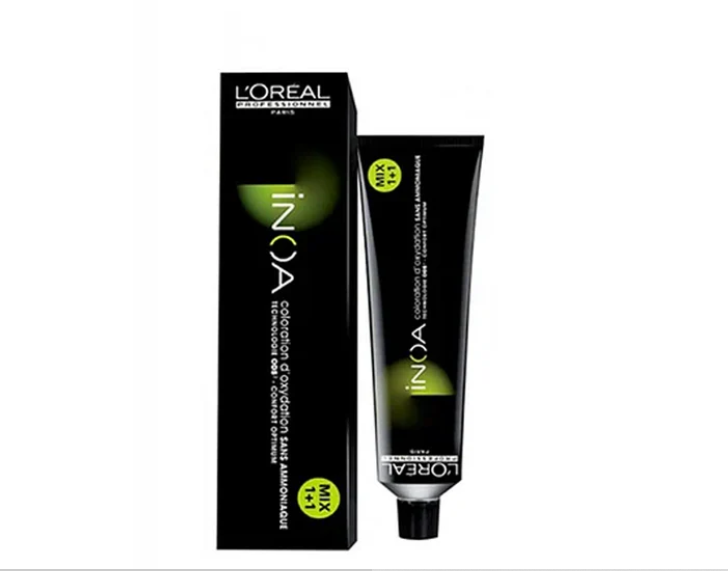 L'ORÉAL
PROFESSIONNEL
PARIS
iNOA
coloration d'oxydation SANS AMMONIAQUE
TECHNOLOGIE ODS² - CONFORT OPTIMUM
MIX
1+1
MIX
1+1
iNOA
coloration d'oxydation SANS AMMONIAQUE
TECHNOLOGIE ODS² - CONFORT OPTIMUM
L'ORÉAL
PROFESSIONNEL
PARIS